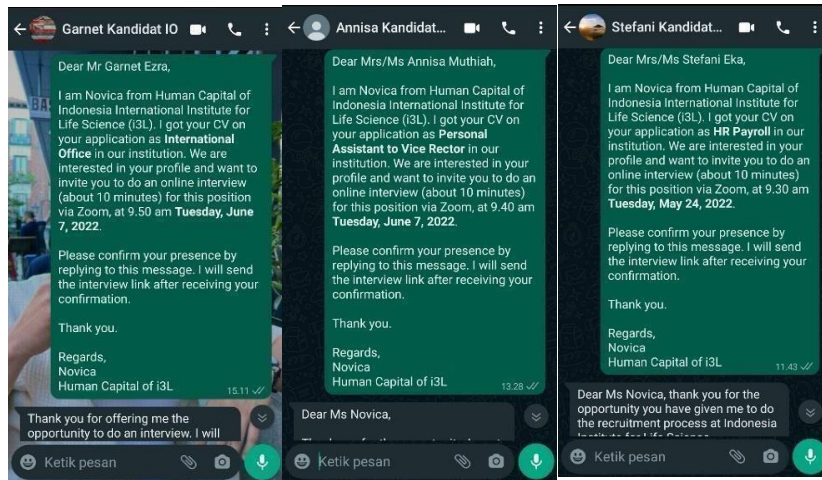 Garnet Kandidat IO
Dear Mr Garnet Ezra,
I am Novica from Human Capital of
Indonesia International Institute for
Life Science (i3L). I got your CV on
your application as International
Office in our institution. We are
interested in your profile and want to
invite you to do an online interview
(about 10 minutes) for this position
via Zoom, at 9.50 am Tuesday, June
7, 2022.
Please confirm your presence by
replying to this message. I will send
the interview link after receiving your
confirmation.
Thank you.
Regards,
Novica
Human Capital of i3L
15.11
Thank you for offering me the
opportunity to do an interview. I will
Ketik pesan
Annisa Kandidat...
Dear Mrs/Ms Annisa Muthiah,
I am Novica from Human Capital of
Indonesia International Institute for
Life Science (i3L). I got your CV on
your application as Personal
Assistant to Vice Rector in our
institution. We are interested in your
profile and want to invite you to do an
online interview (about 10 minutes)
for this position via Zoom, at 9.40 am
Tuesday, June 7, 2022.
Please confirm your presence by
replying to this message. I will send
the interview link after receiving your
confirmation.
Thank you.
Regards,
Novica
Human Capital of i3L
13.28
Dear Ms Novica,
Ketik pesan
Stefani Kandidat...
Dear Mrs/Ms Stefani Eka,
I am Novica from Human Capital of
Indonesia International Institute for
Life Science (i3L). I got your CV on
your application as HR Payroll in our
institution. We are interested in your
profile and want to invite you to do an
online interview (about 10 minutes)
for this position via Zoom, at 9.30 am
Tuesday, May 24, 2022.
Please confirm your presence by
replying to this message. I will send
the interview link after receiving your
confirmation.
Thank you.
Regards,
Novica
Human Capital of i3L
11.43
Dear Ms Novica, thank you for the
opportunity you have given me to do
the recruitment process at Indonesia
Ketik pesan